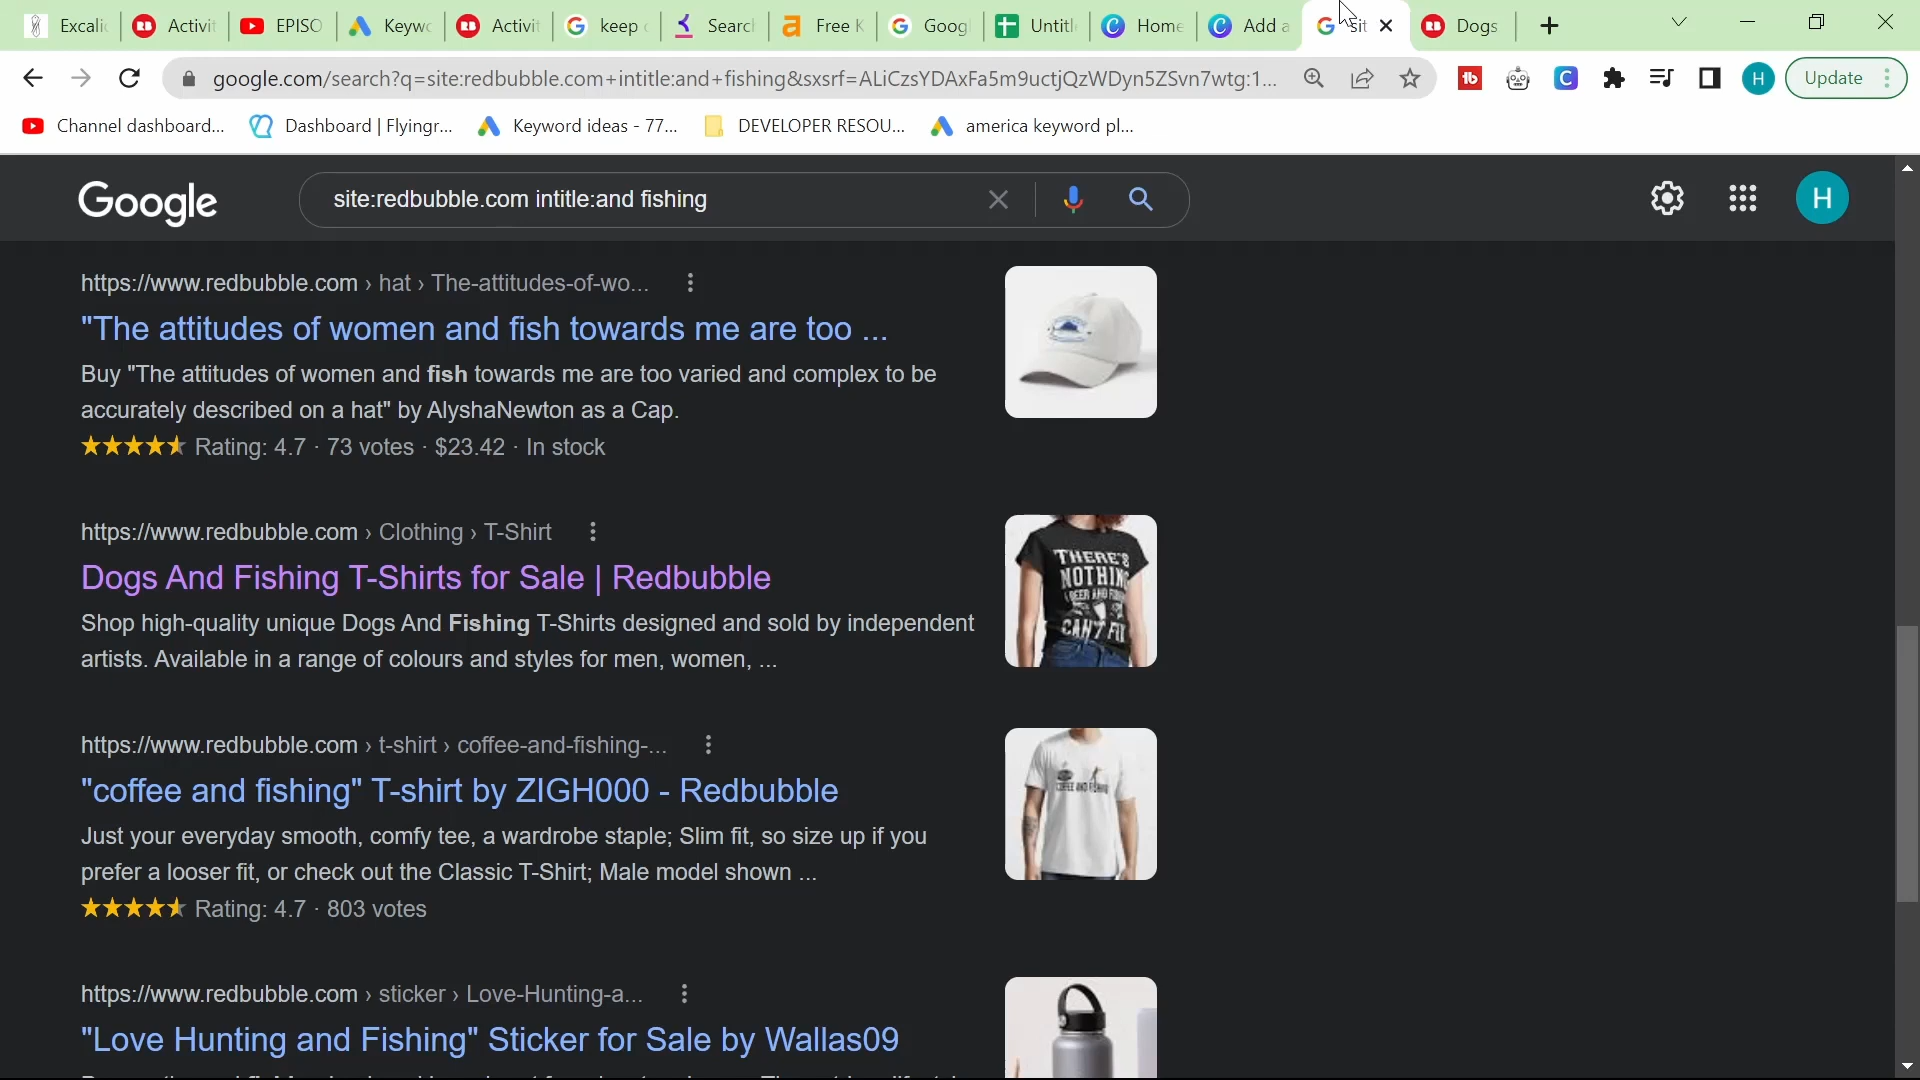 Excali
Activit
EPISO
Keywo
Activit
keep
Search
Free K
Goog
Untitl
Home
Add a
sit
Dogs
google.com/search?q=site:redbubble.com+intitle:and+fishing&sxsrf=ALiCzsYDAxFa5m9uctjQzWDyn5ZSvn7wtg:1...
Update
Channel dashboard...
Dashboard | Flyingr...
Keyword ideas - 77...
DEVELOPER RESOU...
america keyword pl...
Google
site:redbubble.com intitle:and fishing
H
https://www.redbubble.com › hat › The-attitudes-of-wo...
"The attitudes of women and fish towards me are too ...
Buy "The attitudes of women and fish towards me are too varied and complex to be
accurately described on a hat" by AlyshaNewton as a Cap.
Rating: 4.7 · 73 votes · $23.42 · In stock
https://www.redbubble.com › Clothing › T-Shirt
Dogs And Fishing T-Shirts for Sale | Redbubble
Shop high-quality unique Dogs And Fishing T-Shirts designed and sold by independent
artists. Available in a range of colours and styles for men, women, ...
THERE'S
NOTHIN
CAN'T FI
https://www.redbubble.com › t-shirt › coffee-and-fishing-...
"coffee and fishing" T-shirt by ZIGH000 - Redbubble
Just your everyday smooth, comfy tee, a wardrobe staple; Slim fit, so size up if you
prefer a looser fit, or check out the Classic T-Shirt; Male model shown ...
Rating: 4.7 · 803 votes
COFFEE AND FISHING
https://www.redbubble.com › sticker › Love-Hunting-a...
"Love Hunting and Fishing" Sticker for Sale by Wallas09